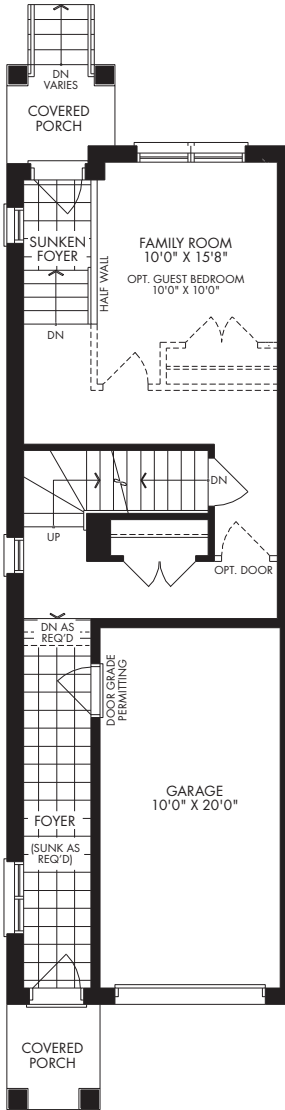 DN
VARIES
COVERED
PORCH
SUNKEN
FOYER
FAMILY ROOM
10'0" X 15'8"
OPT. GUEST BEDROOM
10'0" X 10'0"
HALF WALL
DN
DN
UP
OPT. DOOR
DN AS
REQ'D
DOOR GRADE
PERMITTING
GARAGE
10'0" X 20'0"
FOYER
(SUNK AS
REQ'D)
COVERED
PORCH